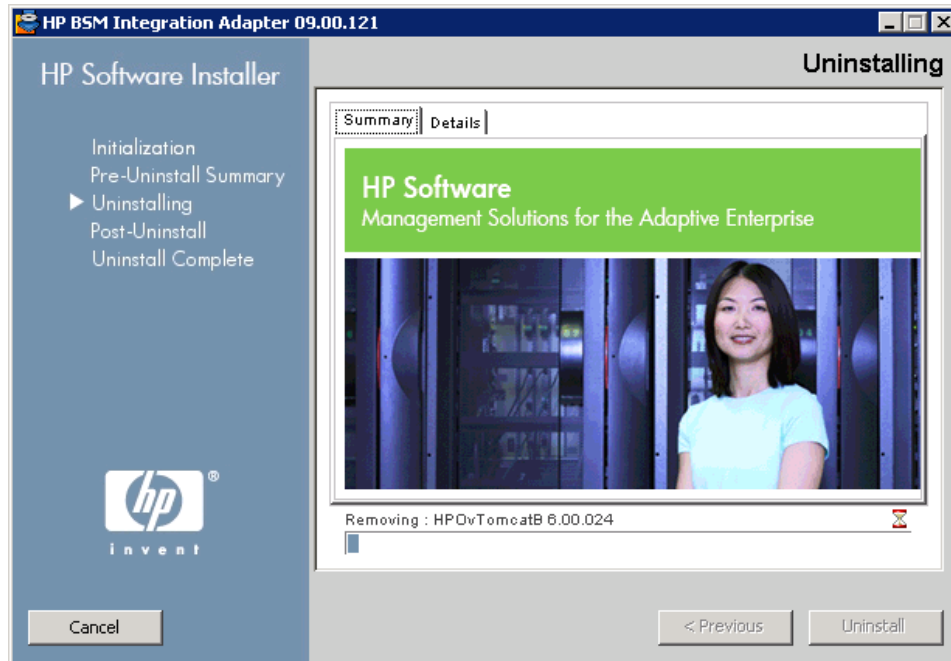 HP BSM Integration Adapter 09.00.121
HP Software Installer
Initialization
Pre-Uninstall Summary
Uninstalling
Post-Uninstall
Uninstall Complete
hp
®
invent
Cancel
Uninstalling
Summary Details
HP Software
Management Solutions for the Adaptive Enterprise
Removing : HPOvTomcatB 6.00.024
< Previous Uninstall